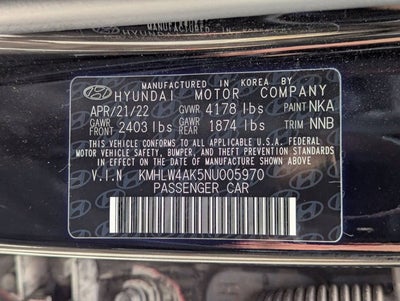 MANUFACTURED IN KOREA BY
HYUNDAI MOTOR COMPANY
APR/21/22 GVWR 4178 lbs PAINT NKA
GAWR FRONT 2403 lbs GAWR REAR 1874 lbs TRIM NNB
THIS VEHICLE CONFORMS TO ALL APPLICABLE U.S.A. FEDERAL
MOTOR VEHICLE SAFETY, BUMPER, AND THEFT PREVENTION
STANDARDS IN EFFECT ON THE DATE OF MANUFACTURE SHOWN ABOVE.
V.I.N KMHLW4AK5NU005970
PASSENGER CAR